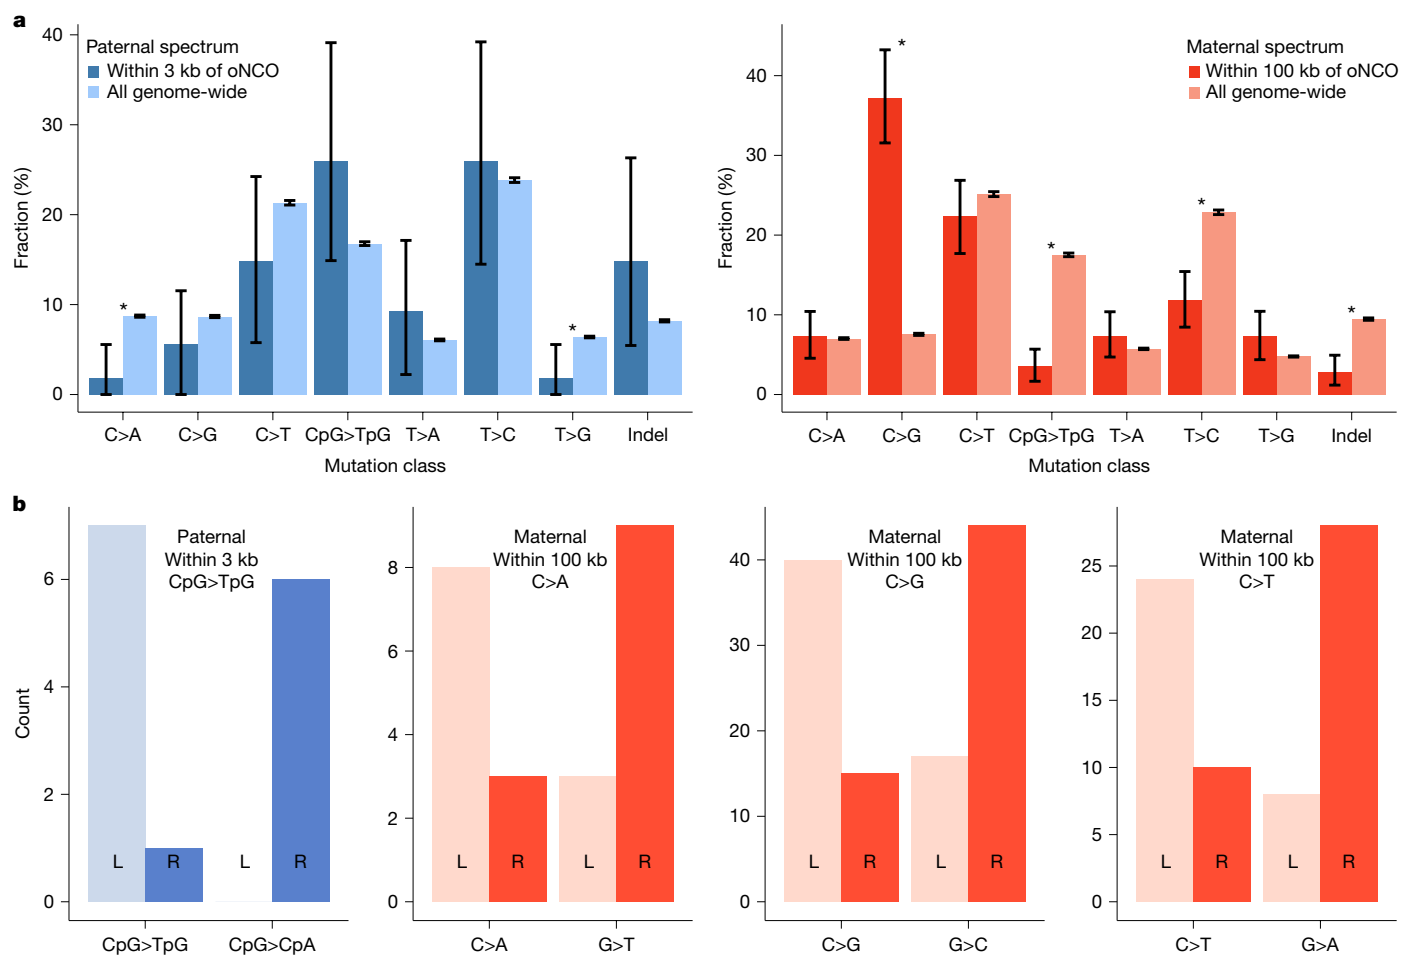 a
Paternal spectrum
Within 3 kb of oNCO
All genome-wide
Fraction (%)
40
30
20
10
0
*
*
C>A
C>G
C>T
CpG>TpG
T>A
T>C
T>G
Indel
Mutation class
Maternal spectrum
Within 100 kb of oNCO
All genome-wide
Fraction (%)
40
30
20
10
0
*
*
*
*
C>A
C>G
C>T
CpG>TpG
T>A
T>C
T>G
Indel
Mutation class
b
Paternal
Within 3 kb
CpG>TpG
Count
6
4
2
0
L
R
L
R
CpG>TpG
CpG>CpA
Maternal
Within 100 kb
C>A
8
6
4
2
0
L
R
L
R
C>A
G>T
Maternal
Within 100 kb
C>G
40
30
20
10
0
L
R
L
R
C>G
G>C
Maternal
Within 100 kb
C>T
25
20
15
10
5
0
L
R
L
R
C>T
G>A